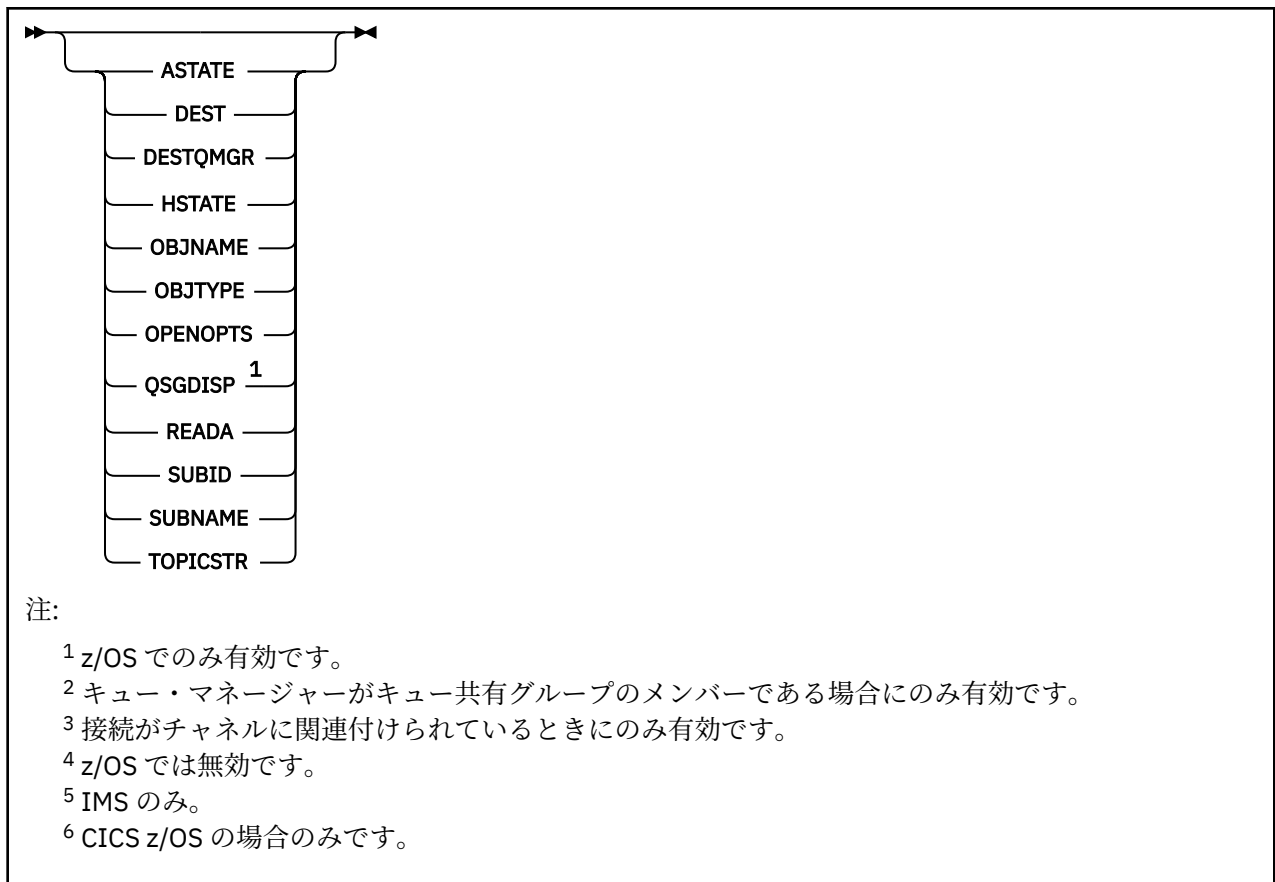 ASTATE
DEST
DESTQMGR
HSTATE
OBJNAME
OBJTYPE
OPENOPTS
QSGDISP 1
READA
SUBID
SUBNAME
TOPICSTR
注:
1 z/OS でのみ有効です。
2 キュー・マネージャーがキュー共有グループのメンバーである場合にのみ有効です。
3 接続がチャネルに関連付けられているときにのみ有効です。
4 z/OS では無効です。
5 IMS のみ。
6 CICS z/OS の場合のみです。